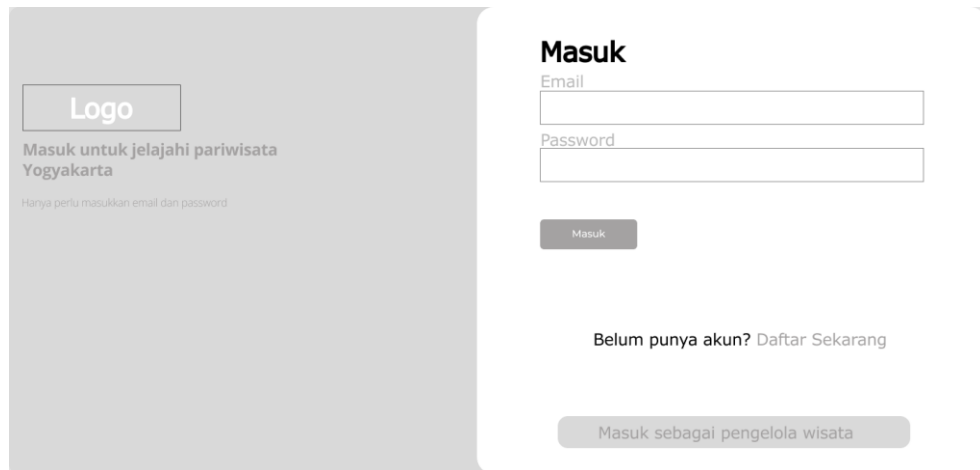 Logo
Masuk untuk jelajahi pariwisata
Yogyakarta
Hanya perlu masukkan email dan password
Masuk
Email
Password
Masuk
Belum punya akun? Daftar Sekarang
Masuk sebagai pengelola wisata